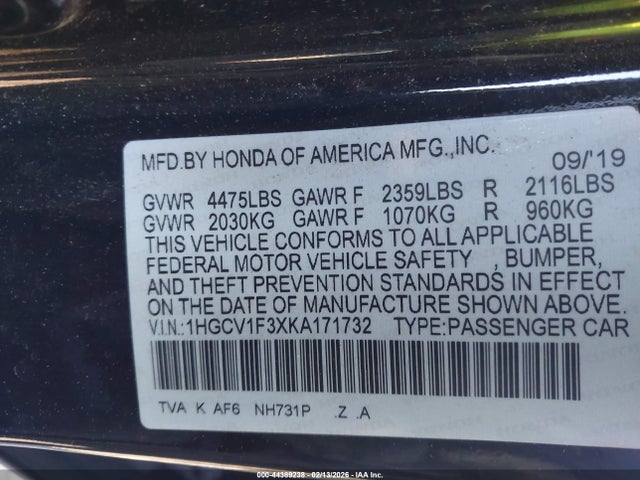 MFD.BY HONDA OF AMERICA MFG.,INC. 09/'19
GVWR 4475LBS GAWR F 2359LBS R 2116LBS
GVWR 2030KG GAWR F 1070KG R 960KG
THIS VEHICLE CONFORMS TO ALL APPLICABLE
FEDERAL MOTOR VEHICLE SAFETY , BUMPER,
AND THEFT PREVENTION STANDARDS IN EFFECT
ON THE DATE OF MANUFACTURE SHOWN ABOVE.
V.I.N.:1HGCV1F3XKA171732 TYPE:PASSENGER CAR
TVA K AF6 NH731P .Z .A
000-44389238 - 02/13/2026 - IAA Inc.